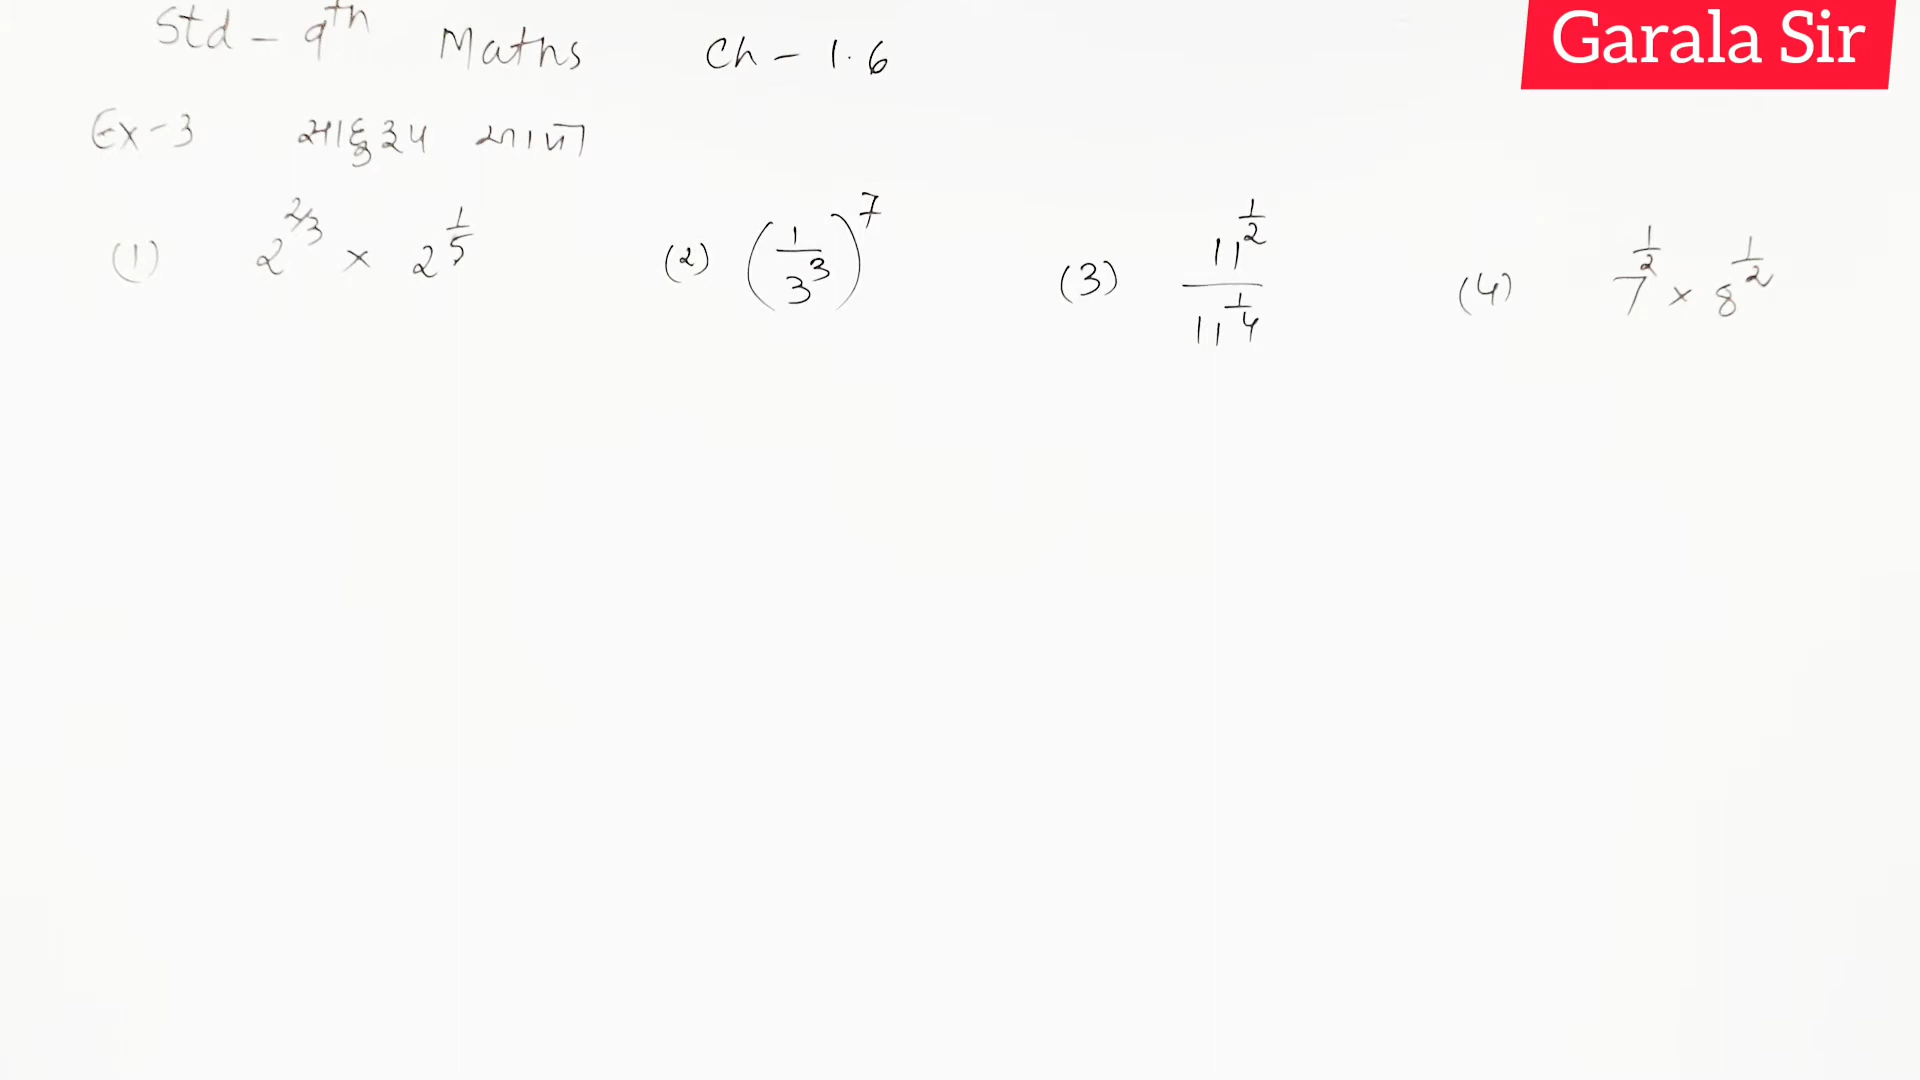 Std - 9th Maths Ch - 1.6
Garala Sir
Ex-3 સાદુરૂપ આપો
(1) 2^{2/3} × 2^{1/5} (2) (1/3^3)^7 (3) 11^{1/2} / 11^{1/4} (4) 7^{1/2} × 8^{1/2}